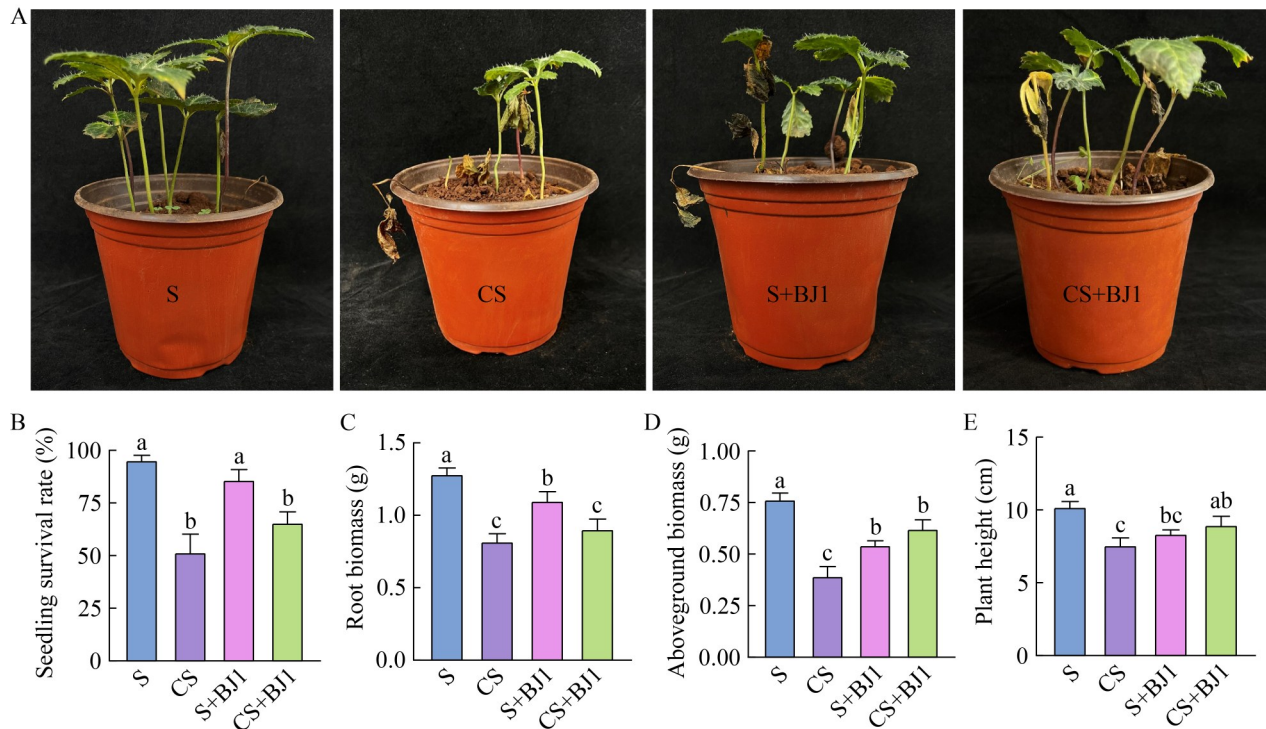 A
S
CS
S+BJ1
CS+BJ1
B
Seedling survival rate (%)
100
75
50
25
0
a
b
a
b
S
CS
S+BJ1
CS+BJ1
C
Root biomass (g)
1.5
1.0
0.5
0.0
a
c
b
c
S
CS
S+BJ1
CS+BJ1
D
Aboveground biomass (g)
1.00
0.75
0.50
0.25
0.00
a
c
b
b
S
CS
S+BJ1
CS+BJ1
E
Plant height (cm)
15
10
5
0
a
c
bc
ab
S
CS
S+BJ1
CS+BJ1